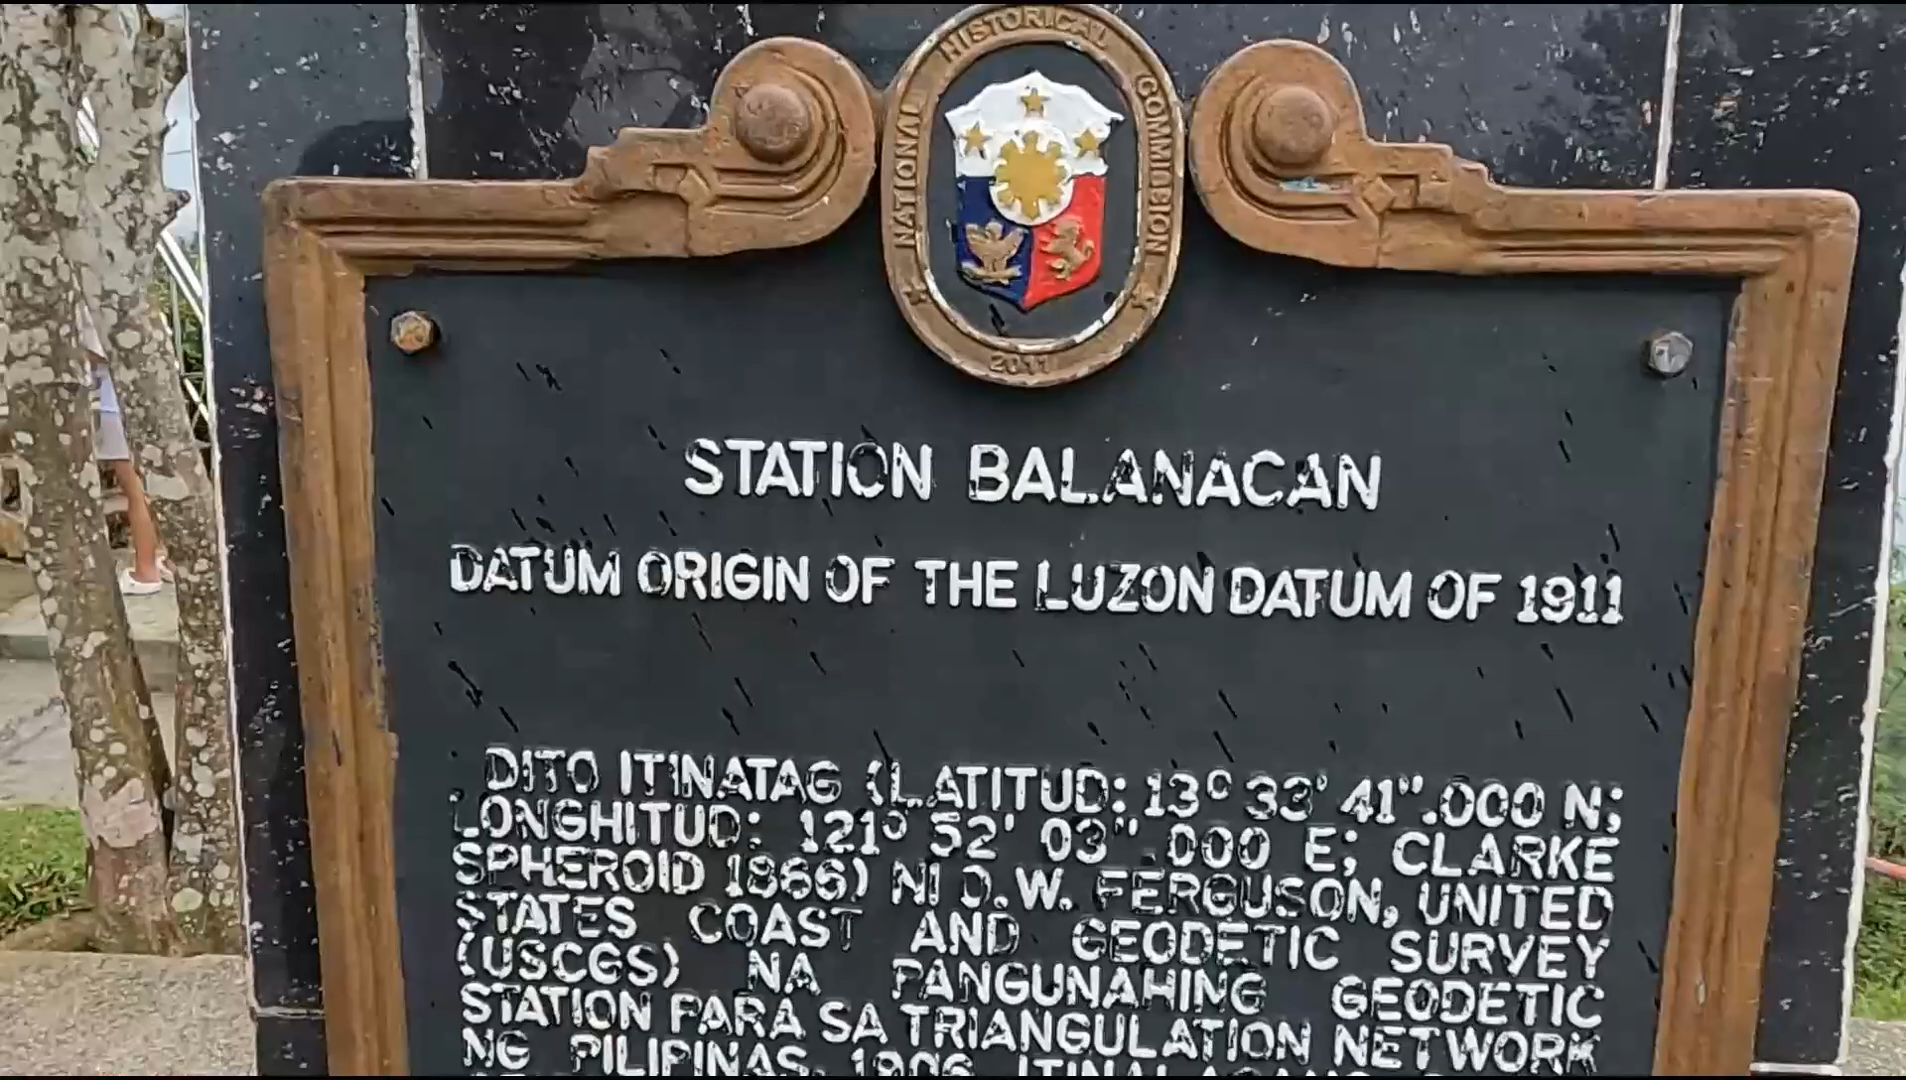 NATIONAL HISTORICAL COMMISSION
2011
STATION BALANACAN
DATUM ORIGIN OF THE LUZON DATUM OF 1911
DITO ITINATAG (LATITUD: 13° 33' 41".000 N;
LONGHITUD: 121° 52' 03" .000 E; CLARKE
SPHEROID 1866) NI D.W. FERGUSON, UNITED
STATES COAST AND GEODETIC SURVEY
(USCGS) NA PANGUNAHING GEODETIC
STATION PARA SA TRIANGULATION NETWORK
NG PILIPINAS, 1906.